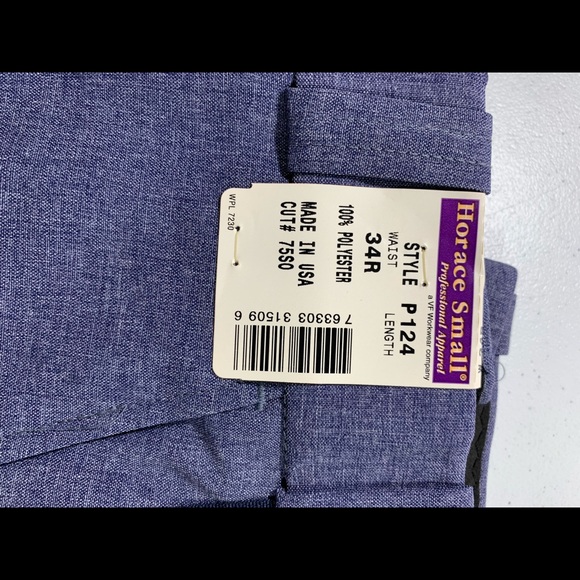 Horace Small®
Professional Apparel
a VF Workwear company
STYLE P124
WAIST LENGTH
34R
100% POLYESTER
MADE IN USA
CUT# 75S0
7 63303 31509 6
WPL 7230